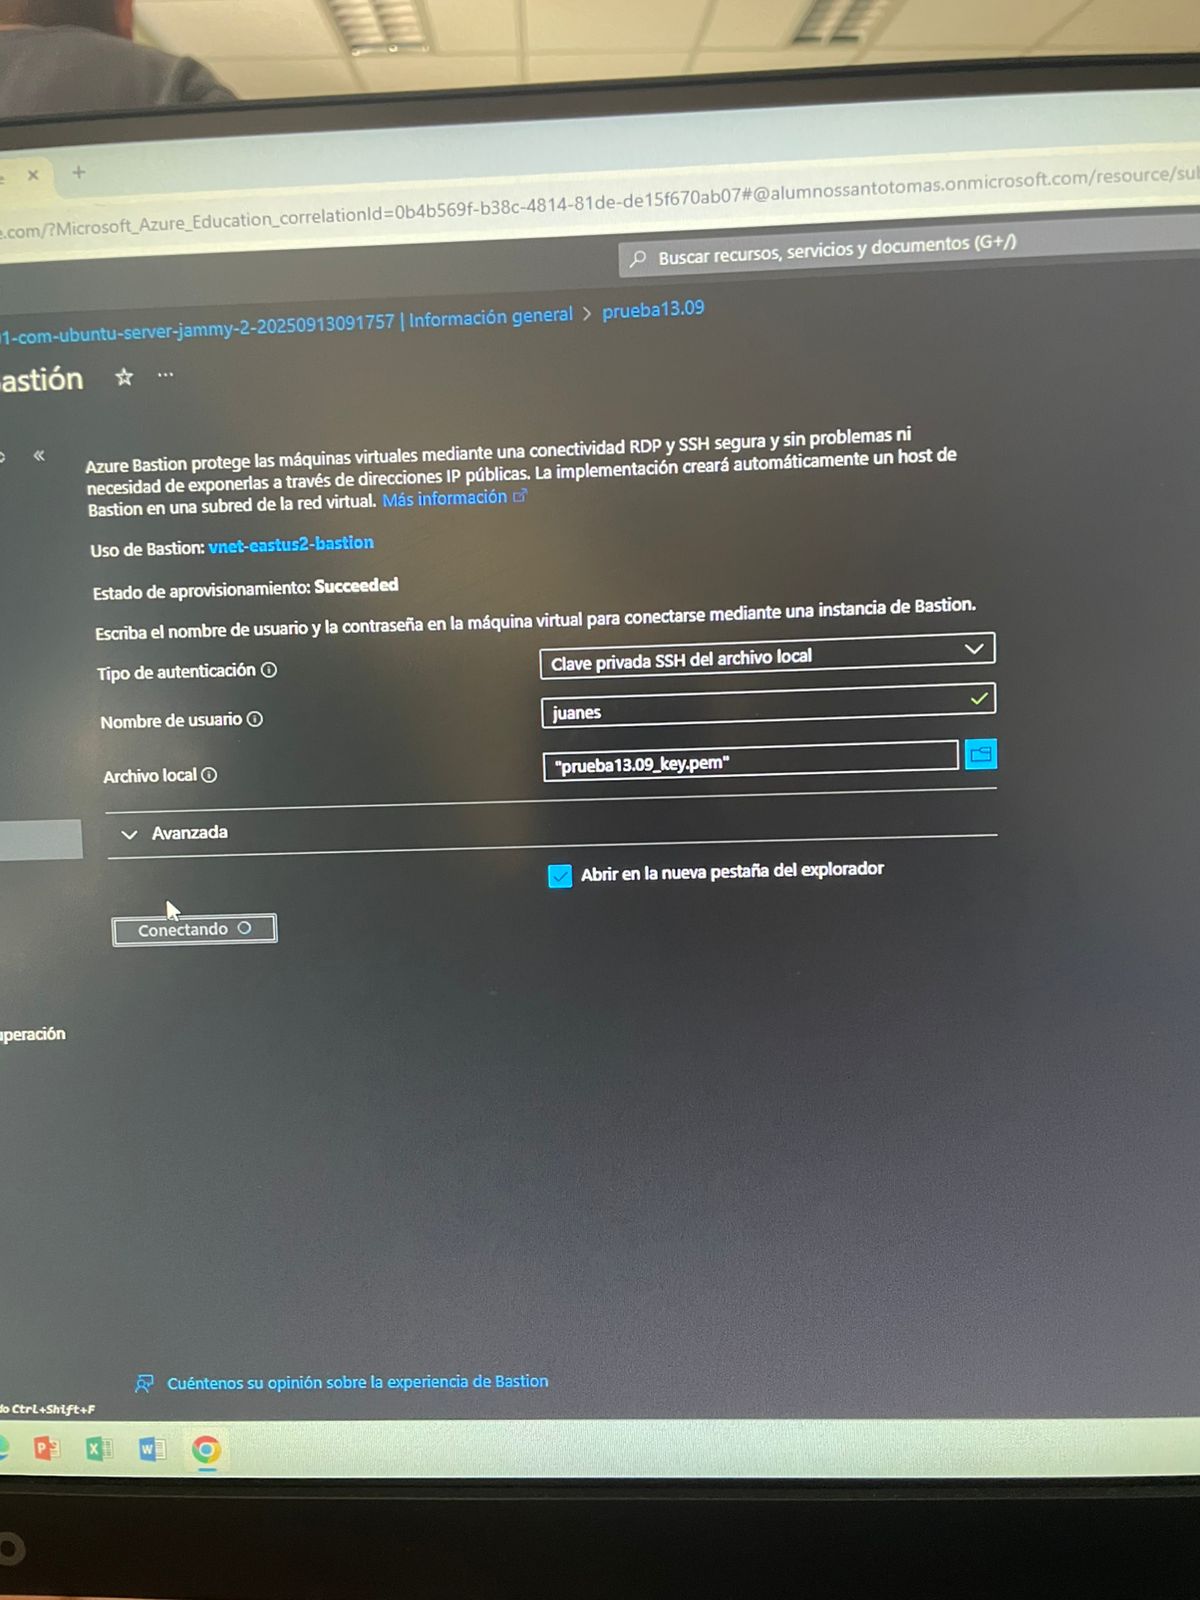 +
.com/?Microsoft_Azure_Education_correlationId=0b4b569f-b38c-4814-81de-de15f670ab07#@alumnossantotomas.onmicrosoft.com/resource/sul
Buscar recursos, servicios y documentos (G+/)
1-com-ubuntu-server-jammy-2-20250913091757 | Información general > prueba13.09
astión ☆ ...
«
Azure Bastion protege las máquinas virtuales mediante una conectividad RDP y SSH segura y sin problemas ni
necesidad de exponerlas a través de direcciones IP públicas. La implementación creará automáticamente un host de
Bastion en una subred de la red virtual. Más información
Uso de Bastion: vnet-eastus2-bastion
Estado de aprovisionamiento: Succeeded
Escriba el nombre de usuario y la contraseña en la máquina virtual para conectarse mediante una instancia de Bastion.
Tipo de autenticación
Clave privada SSH del archivo local
Nombre de usuario
juanes
Archivo local
"prueba13.09_key.pem"
Avanzada
Abrir en la nueva pestaña del explorador
Conectando
uperación
Cuéntenos su opinión sobre la experiencia de Bastion
do Ctrl+Shift+F